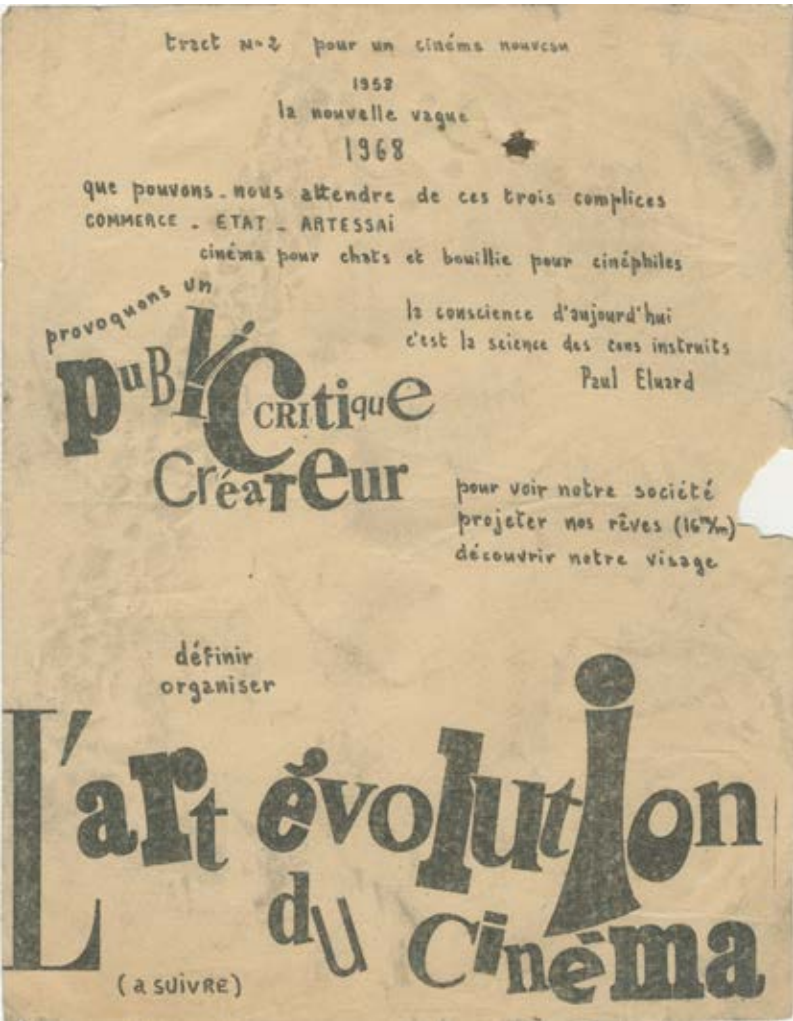 tract N=2 pour un cinéma nouveau
1958
la nouvelle vague
1968
que pouvons-nous attendre de ces trois complices
COMMERCE - ETAT - ARTESSAi
cinéma pour chats et bouillie pour cinéphiles
provoquons un
PuBliC CRITique
CréaTeur
la conscience d'aujourd'hui
c'est la science des cons instruits
Paul Eluard
pour voir notre société
projeter nos rêves (16m/m)
découvrir notre visage
définir
organiser
L'art évolution
du Cinéma
(a SUiVRE)